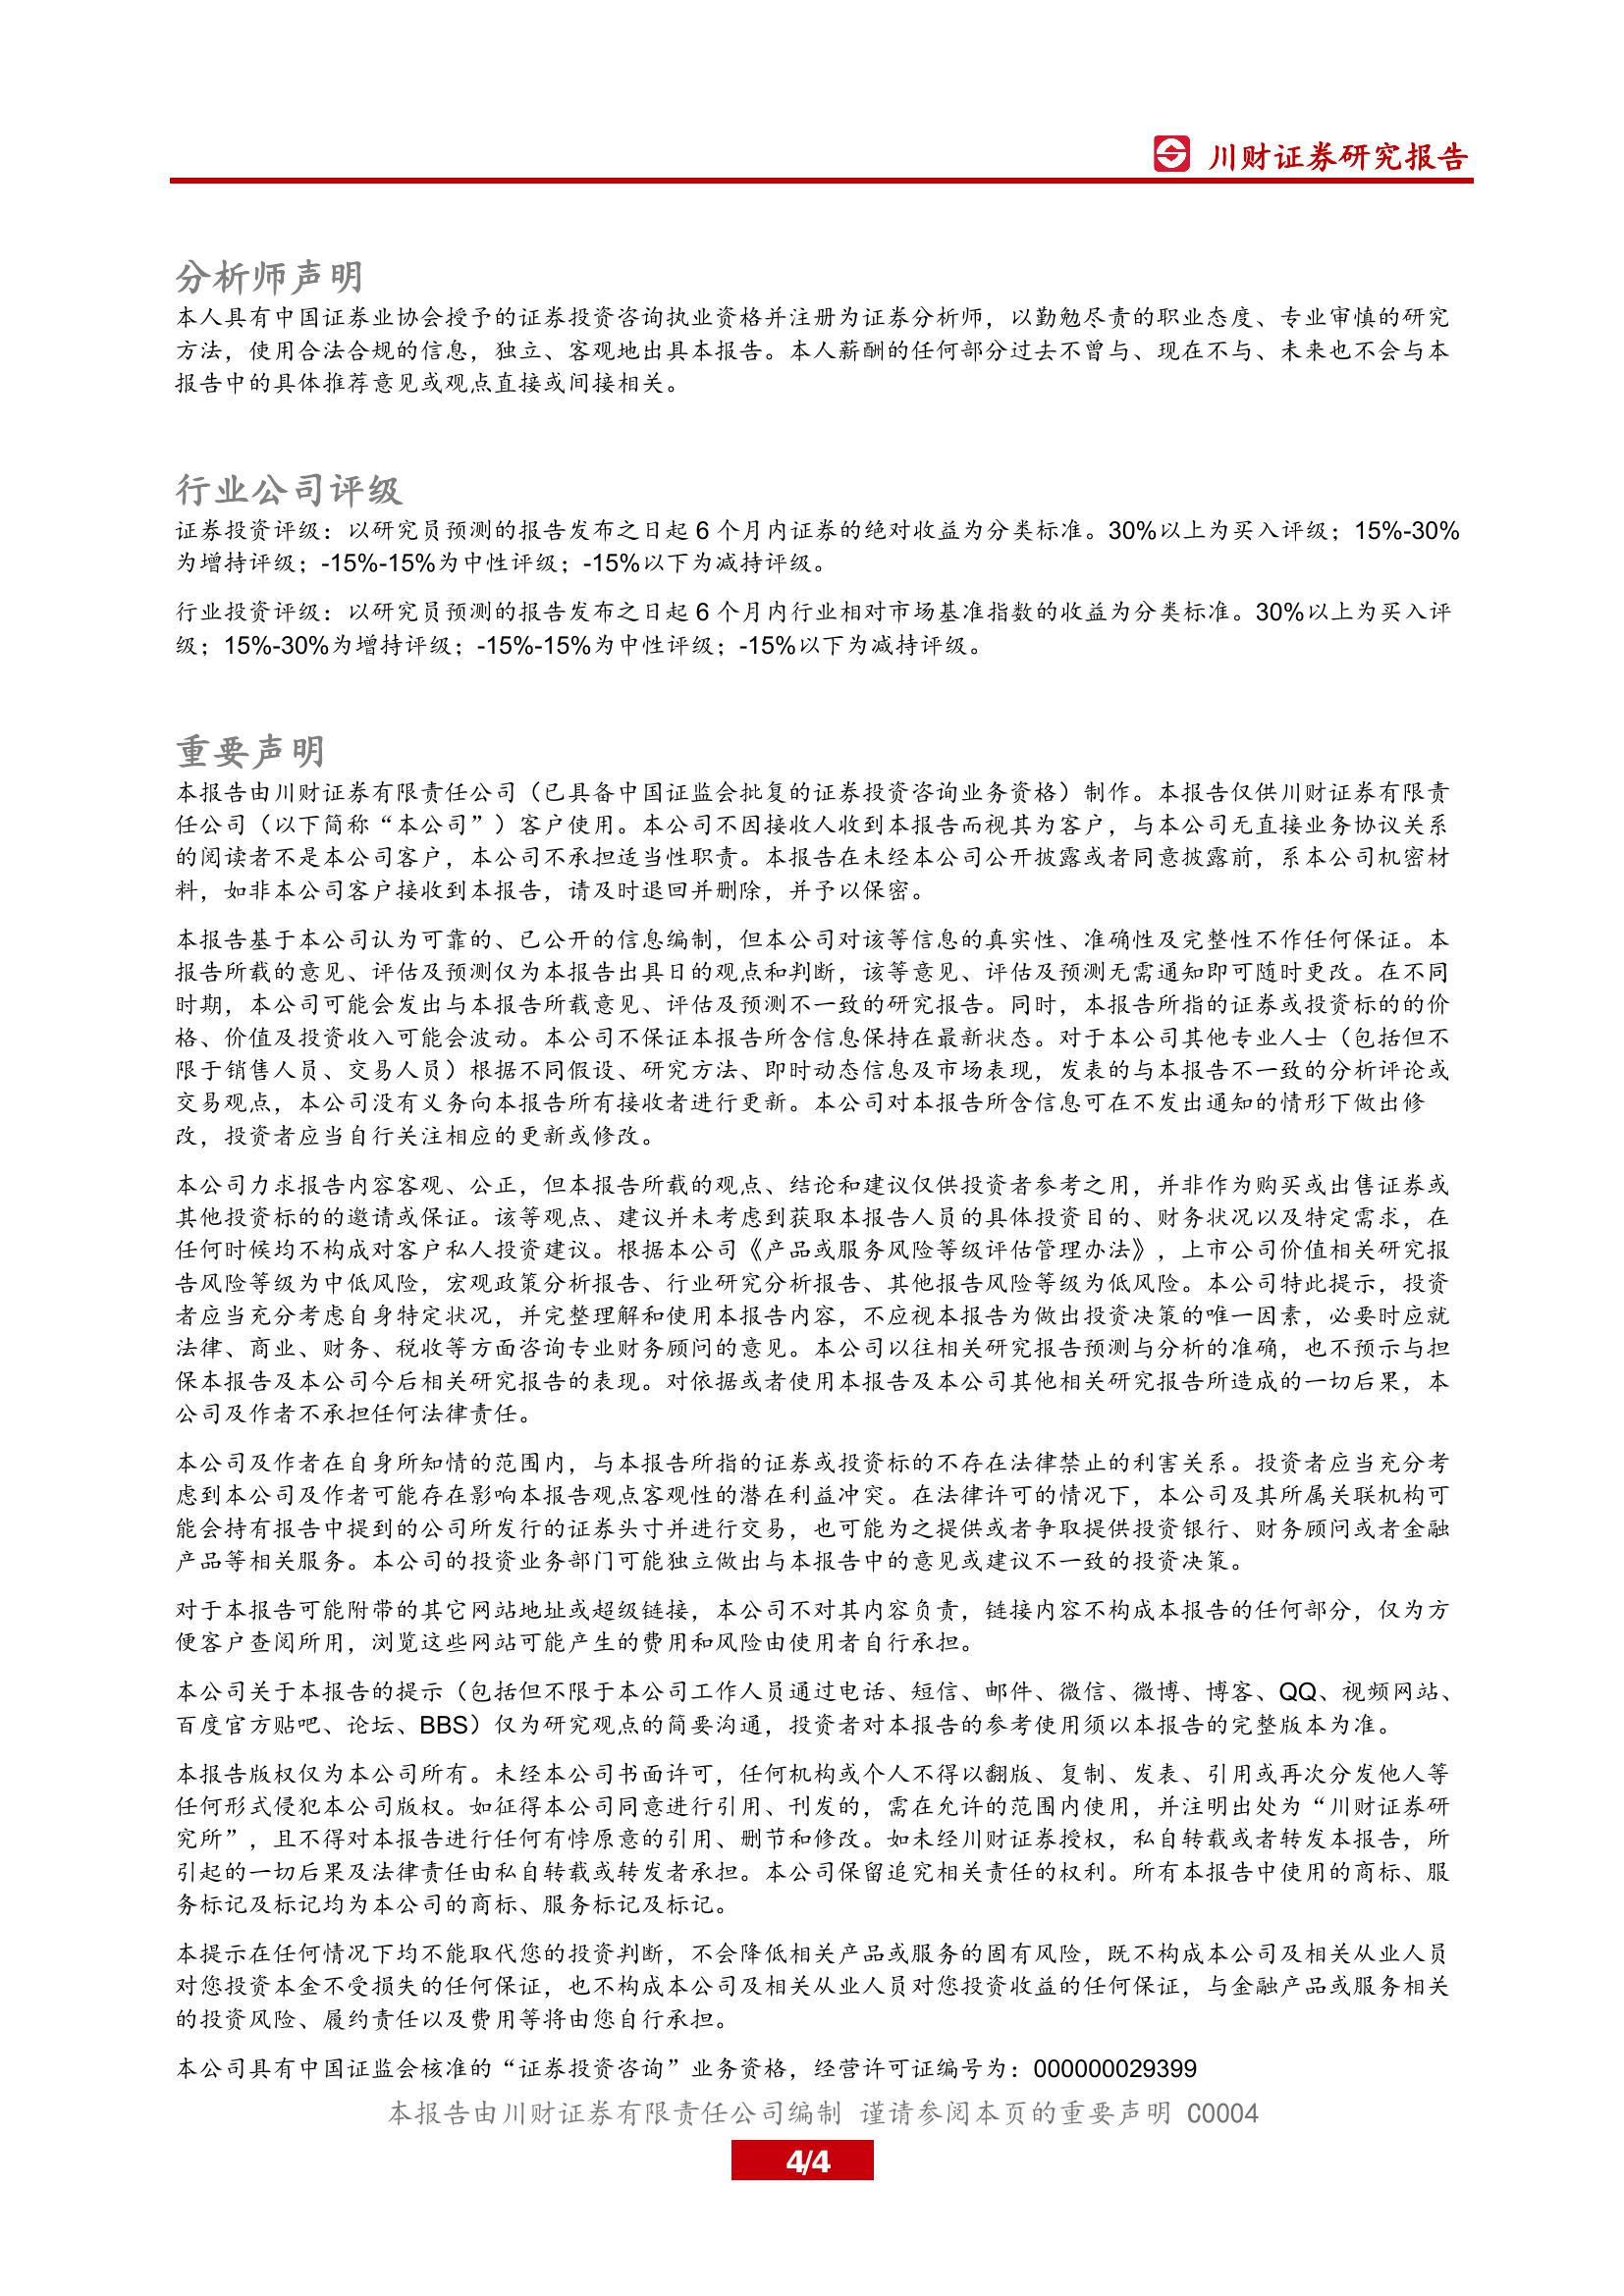 川财证券研究报告
分析师声明
本人具有中国证券业协会授予的证券投资咨询执业资格并注册为证券分析师，以勤勉尽责的职业态度、专业审慎的研究
方法，使用合法合规的信息，独立、客观地出具本报告。本人薪酬的任何部分过去不曾与、现在不与、未来也不会与本
报告中的具体推荐意见或观点直接或间接相关。
行业公司评级
证券投资评级：以研究员预测的报告发布之日起 6 个月内证券的绝对收益为分类标准。30%以上为买入评级；15%-30%
为增持评级；-15%-15%为中性评级；-15%以下为减持评级。
行业投资评级：以研究员预测的报告发布之日起 6 个月内行业相对市场基准指数的收益为分类标准。30%以上为买入评
级；15%-30%为增持评级；-15%-15%为中性评级；-15%以下为减持评级。
重要声明
本报告由川财证券有限责任公司（已具备中国证监会批复的证券投资咨询业务资格）制作。本报告仅供川财证券有限责
任公司（以下简称“本公司”）客户使用。本公司不因接收人收到本报告而视其为客户，与本公司无直接业务协议关系
的阅读者不是本公司客户，本公司不承担适当性职责。本报告在未经本公司公开披露或者同意披露前，系本公司机密材
料，如非本公司客户接收到本报告，请及时退回并删除，并予以保密。
本报告基于本公司认为可靠的、已公开的信息编制，但本公司对该等信息的真实性、准确性及完整性不作任何保证。本
报告所载的意见、评估及预测仅为本报告出具日的观点和判断，该等意见、评估及预测无需通知即可随时更改。在不同
时期，本公司可能会发出与本报告所载意见、评估及预测不一致的研究报告。同时，本报告所指的证券或投资标的的价
格、价值及投资收入可能会波动。本公司不保证本报告所含信息保持在最新状态。对于本公司其他专业人士（包括但不
限于销售人员、交易人员）根据不同假设、研究方法、即时动态信息及市场表现，发表的与本报告不一致的分析评论或
交易观点，本公司没有义务向本报告所有接收者进行更新。本公司对本报告所含信息可在不发出通知的情形下做出修
改，投资者应当自行关注相应的更新或修改。
本公司力求报告内容客观、公正，但本报告所载的观点、结论和建议仅供投资者参考之用，并非作为购买或出售证券或
其他投资标的的邀请或保证。该等观点、建议并未考虑到获取本报告人员的具体投资目的、财务状况以及特定需求，在
任何时候均不构成对客户私人投资建议。根据本公司《产品或服务风险等级评估管理办法》，上市公司价值相关研究报
告风险等级为中低风险，宏观政策分析报告、行业研究分析报告、其他报告风险等级为低风险。本公司特此提示，投资
者应当充分考虑自身特定状况，并完整理解和使用本报告内容，不应视本报告为做出投资决策的唯一因素，必要时应就
法律、商业、财务、税收等方面咨询专业财务顾问的意见。本公司以往相关研究报告预测与分析的准确，也不预示与担
保本报告及本公司今后相关研究报告的表现。对依据或者使用本报告及本公司其他相关研究报告所造成的一切后果，本
公司及作者不承担任何法律责任。
本公司及作者在自身所知情的范围内，与本报告所指的证券或投资标的不存在法律禁止的利害关系。投资者应当充分考
虑到本公司及作者可能存在影响本报告观点客观性的潜在利益冲突。在法律许可的情况下，本公司及其所属关联机构可
能会持有报告中提到的公司所发行的证券头寸并进行交易，也可能为之提供或者争取提供投资银行、财务顾问或者金融
产品等相关服务。本公司的投资业务部门可能独立做出与本报告中的意见或建议不一致的投资决策。
对于本报告可能附带的其它网站地址或超级链接，本公司不对其内容负责，链接内容不构成本报告的任何部分，仅为方
便客户查阅所用，浏览这些网站可能产生的费用和风险由使用者自行承担。
本公司关于本报告的提示（包括但不限于本公司工作人员通过电话、短信、邮件、微信、微博、博客、QQ、视频网站、
百度官方贴吧、论坛、BBS）仅为研究观点的简要沟通，投资者对本报告的参考使用须以本报告的完整版本为准。
本报告版权仅为本公司所有。未经本公司书面许可，任何机构或个人不得以翻版、复制、发表、引用或再次分发他人等
任何形式侵犯本公司版权。如征得本公司同意进行引用、刊发的，需在允许的范围内使用，并注明出处为“川财证券研
究所”，且不得对本报告进行任何有悖原意的引用、删节和修改。如未经川财证券授权，私自转载或者转发本报告，所
引起的一切后果及法律责任由私自转载或转发者承担。本公司保留追究相关责任的权利。所有本报告中使用的商标、服
务标记及标记均为本公司的商标、服务标记及标记。
本提示在任何情况下均不能取代您的投资判断，不会降低相关产品或服务的固有风险，既不构成本公司及相关从业人员
对您投资本金不受损失的任何保证，也不构成本公司及相关从业人员对您投资收益的任何保证，与金融产品或服务相关
的投资风险、履约责任以及费用等将由您自行承担。
本公司具有中国证监会核准的“证券投资咨询”业务资格，经营许可证编号为：000000029399
本报告由川财证券有限责任公司编制 谨请参阅本页的重要声明 C0004
4/4